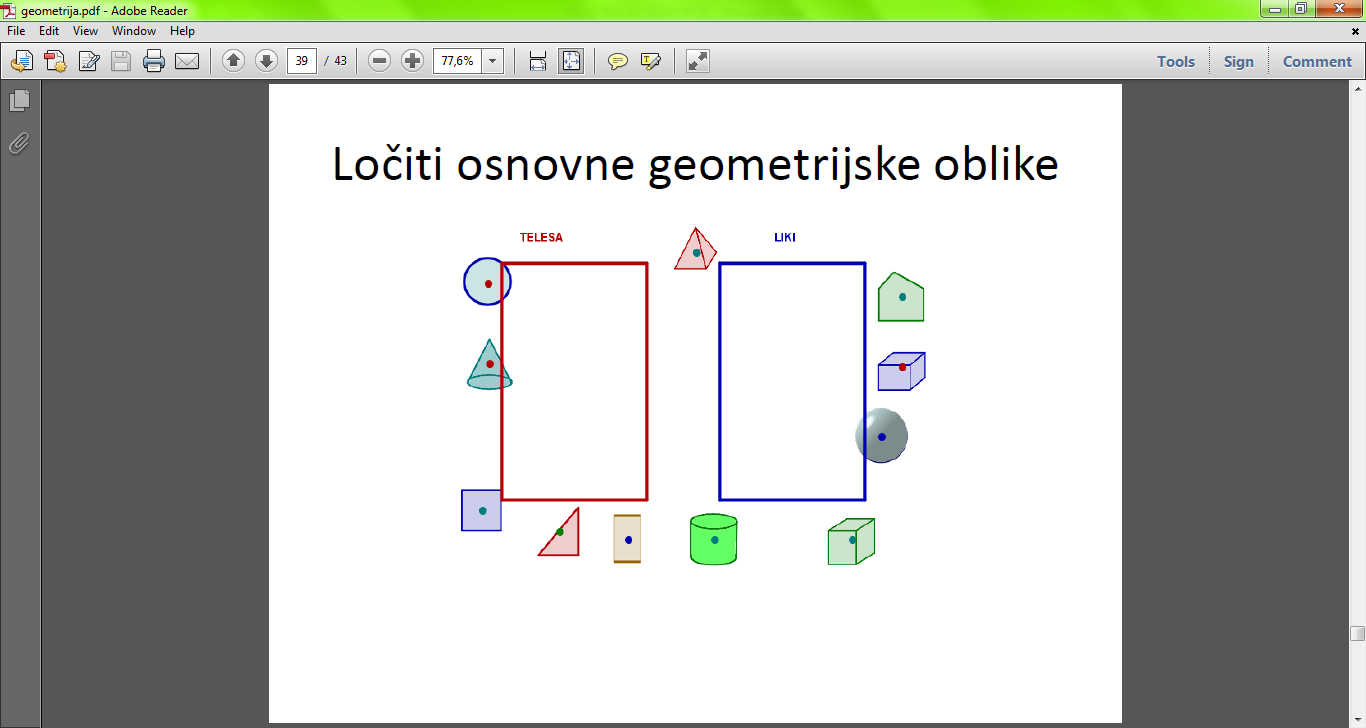 geometrija.pdf - Adobe Reader
File Edit View Window Help
39 / 43 77,6% Tools Sign Comment
Ločiti osnovne geometrijske oblike
TELESA LIKI